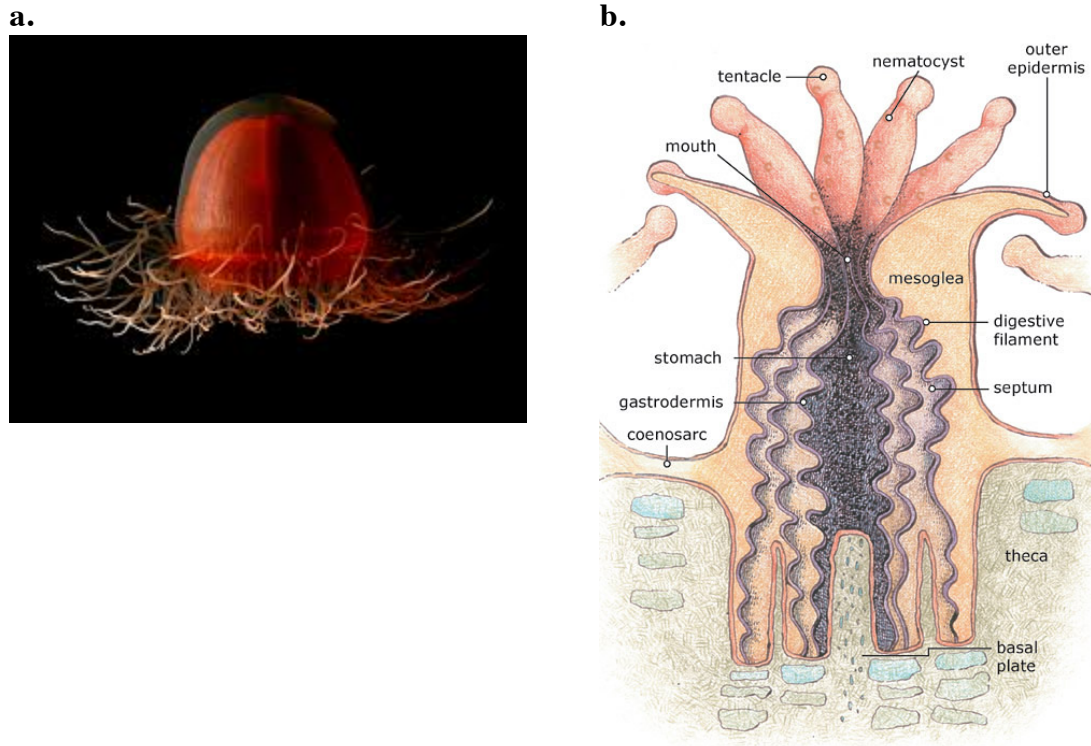 a.
b.
outer
epidermis
nematocyst
tentacle
mouth
mesoglea
digestive
filament
stomach
septum
gastrodermis
coenosarc
theca
basal
plate